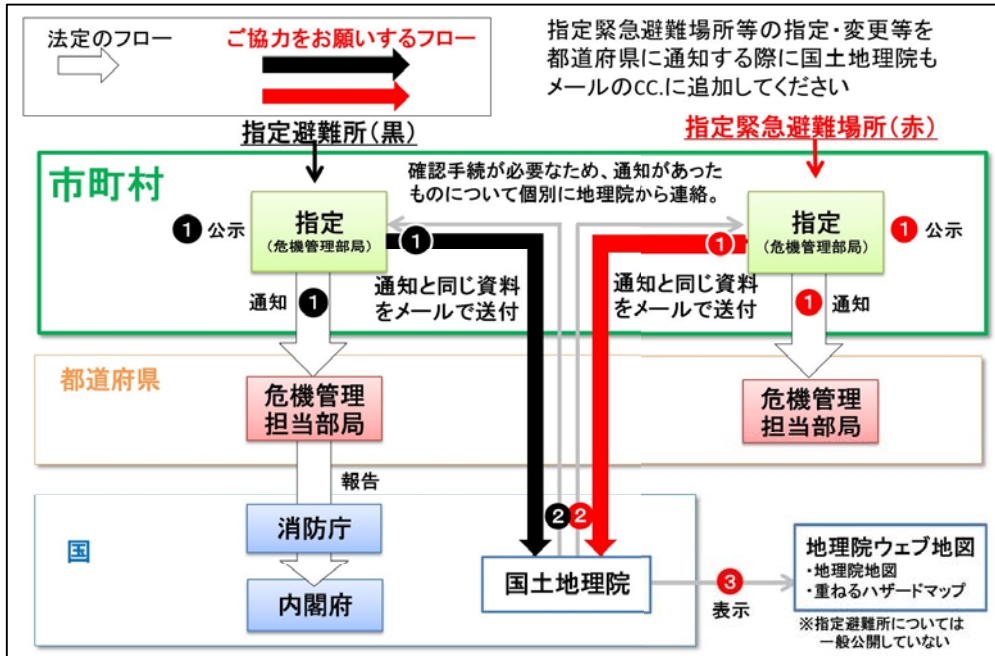 法定のフロー
ご協力をお願いするフロー
指定緊急避難場所等の指定・変更等を
都道府県に通知する際に国土地理院も
メールのCC.に追加してください
指定避難所(黒)
指定緊急避難場所(赤)
市町村
確認手続が必要なため、通知があった
ものについて個別に地理院から連絡。
1 公示
指定
(危機管理部局)
1
1
指定
(危機管理部局)
1 公示
通知 1
通知と同じ資料
をメールで送付
通知と同じ資料
をメールで送付
1 通知
都道府県
危機管理
担当部局
危機管理
担当部局
報告
国
消防庁
内閣府
2
2
国土地理院
3
表示
地理院ウェブ地図
・地理院地図
・重ねるハザードマップ
※指定避難所については
一般公開していない